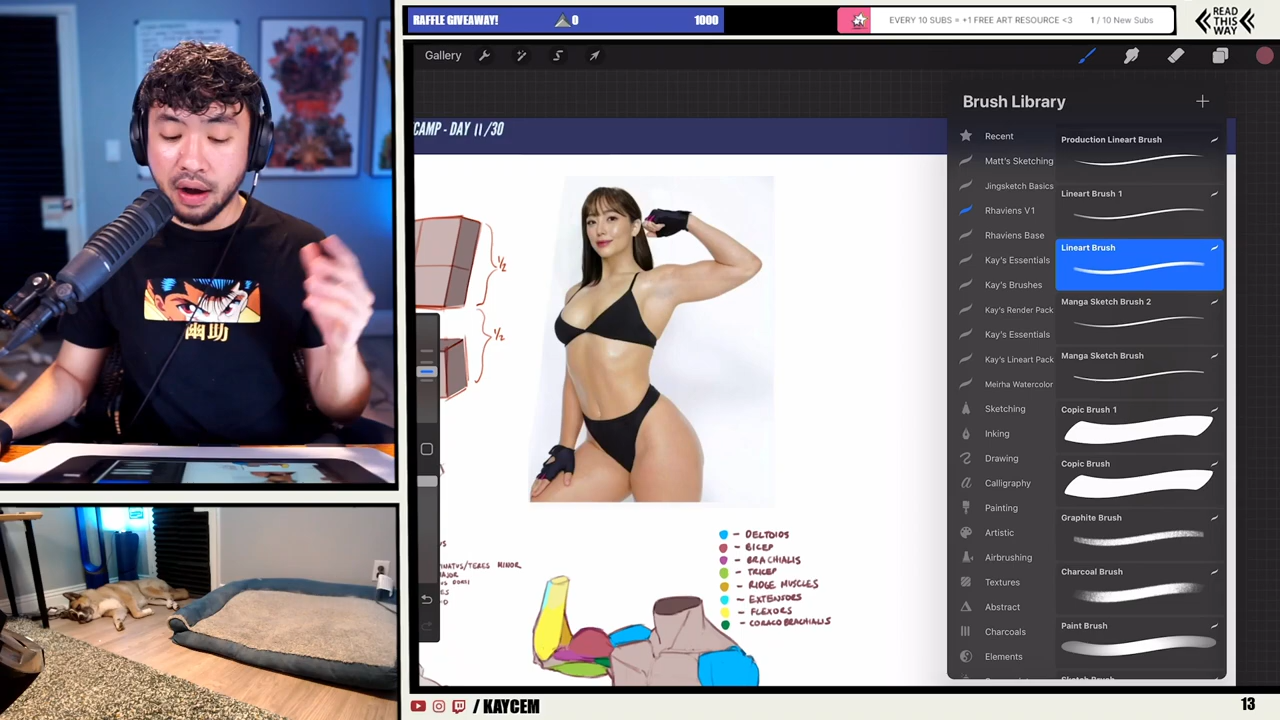 RAFFLE GIVEAWAY!
0
1000
EVERY 10 SUBS = +1 FREE ART RESOURCE <3
1 / 10 New Subs
READ THIS WAY
Gallery
CAMP - DAY 11/30
Brush Library
Recent
Matt's Sketching
Jingsketch Basics
Rhaviens V1
Rhaviens Base
Kay's Essentials
Kay's Brushes
Kay's Render Pack
Kay's Essentials
Kay's Lineart Pack
Meirha Watercolor
Sketching
Inking
Drawing
Calligraphy
Painting
Artistic
Airbrushing
Textures
Abstract
Charcoals
Elements
Production Lineart Brush
Lineart Brush 1
Lineart Brush
Manga Sketch Brush 2
Manga Sketch Brush
Copic Brush 1
Copic Brush
Graphite Brush
Charcoal Brush
Paint Brush
1/2
1/2
幽助
- DELTOIDS
- BICEP
- BRACHIALIS
- TRICEP
- RIDGE MUSCLES
- EXTENSORS
- FLEXORS
- CORACOBRACHIALIS
/ KAYCEM
13